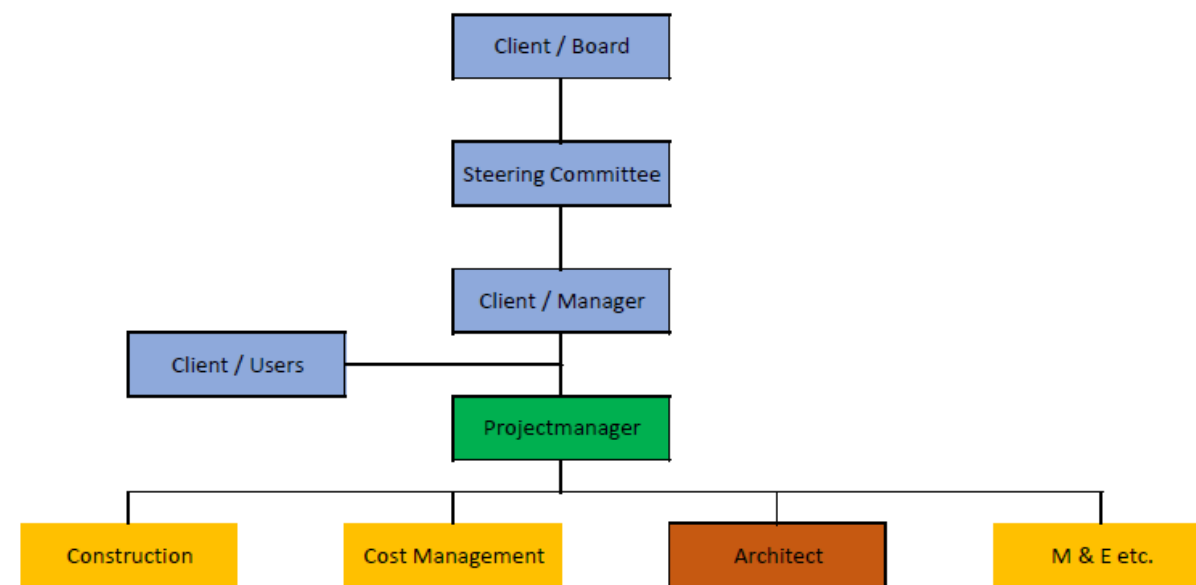 Client / Board
Steering Committee
Client / Manager
Client / Users
Projectmanager
Construction
Cost Management
Architect
M & E etc.